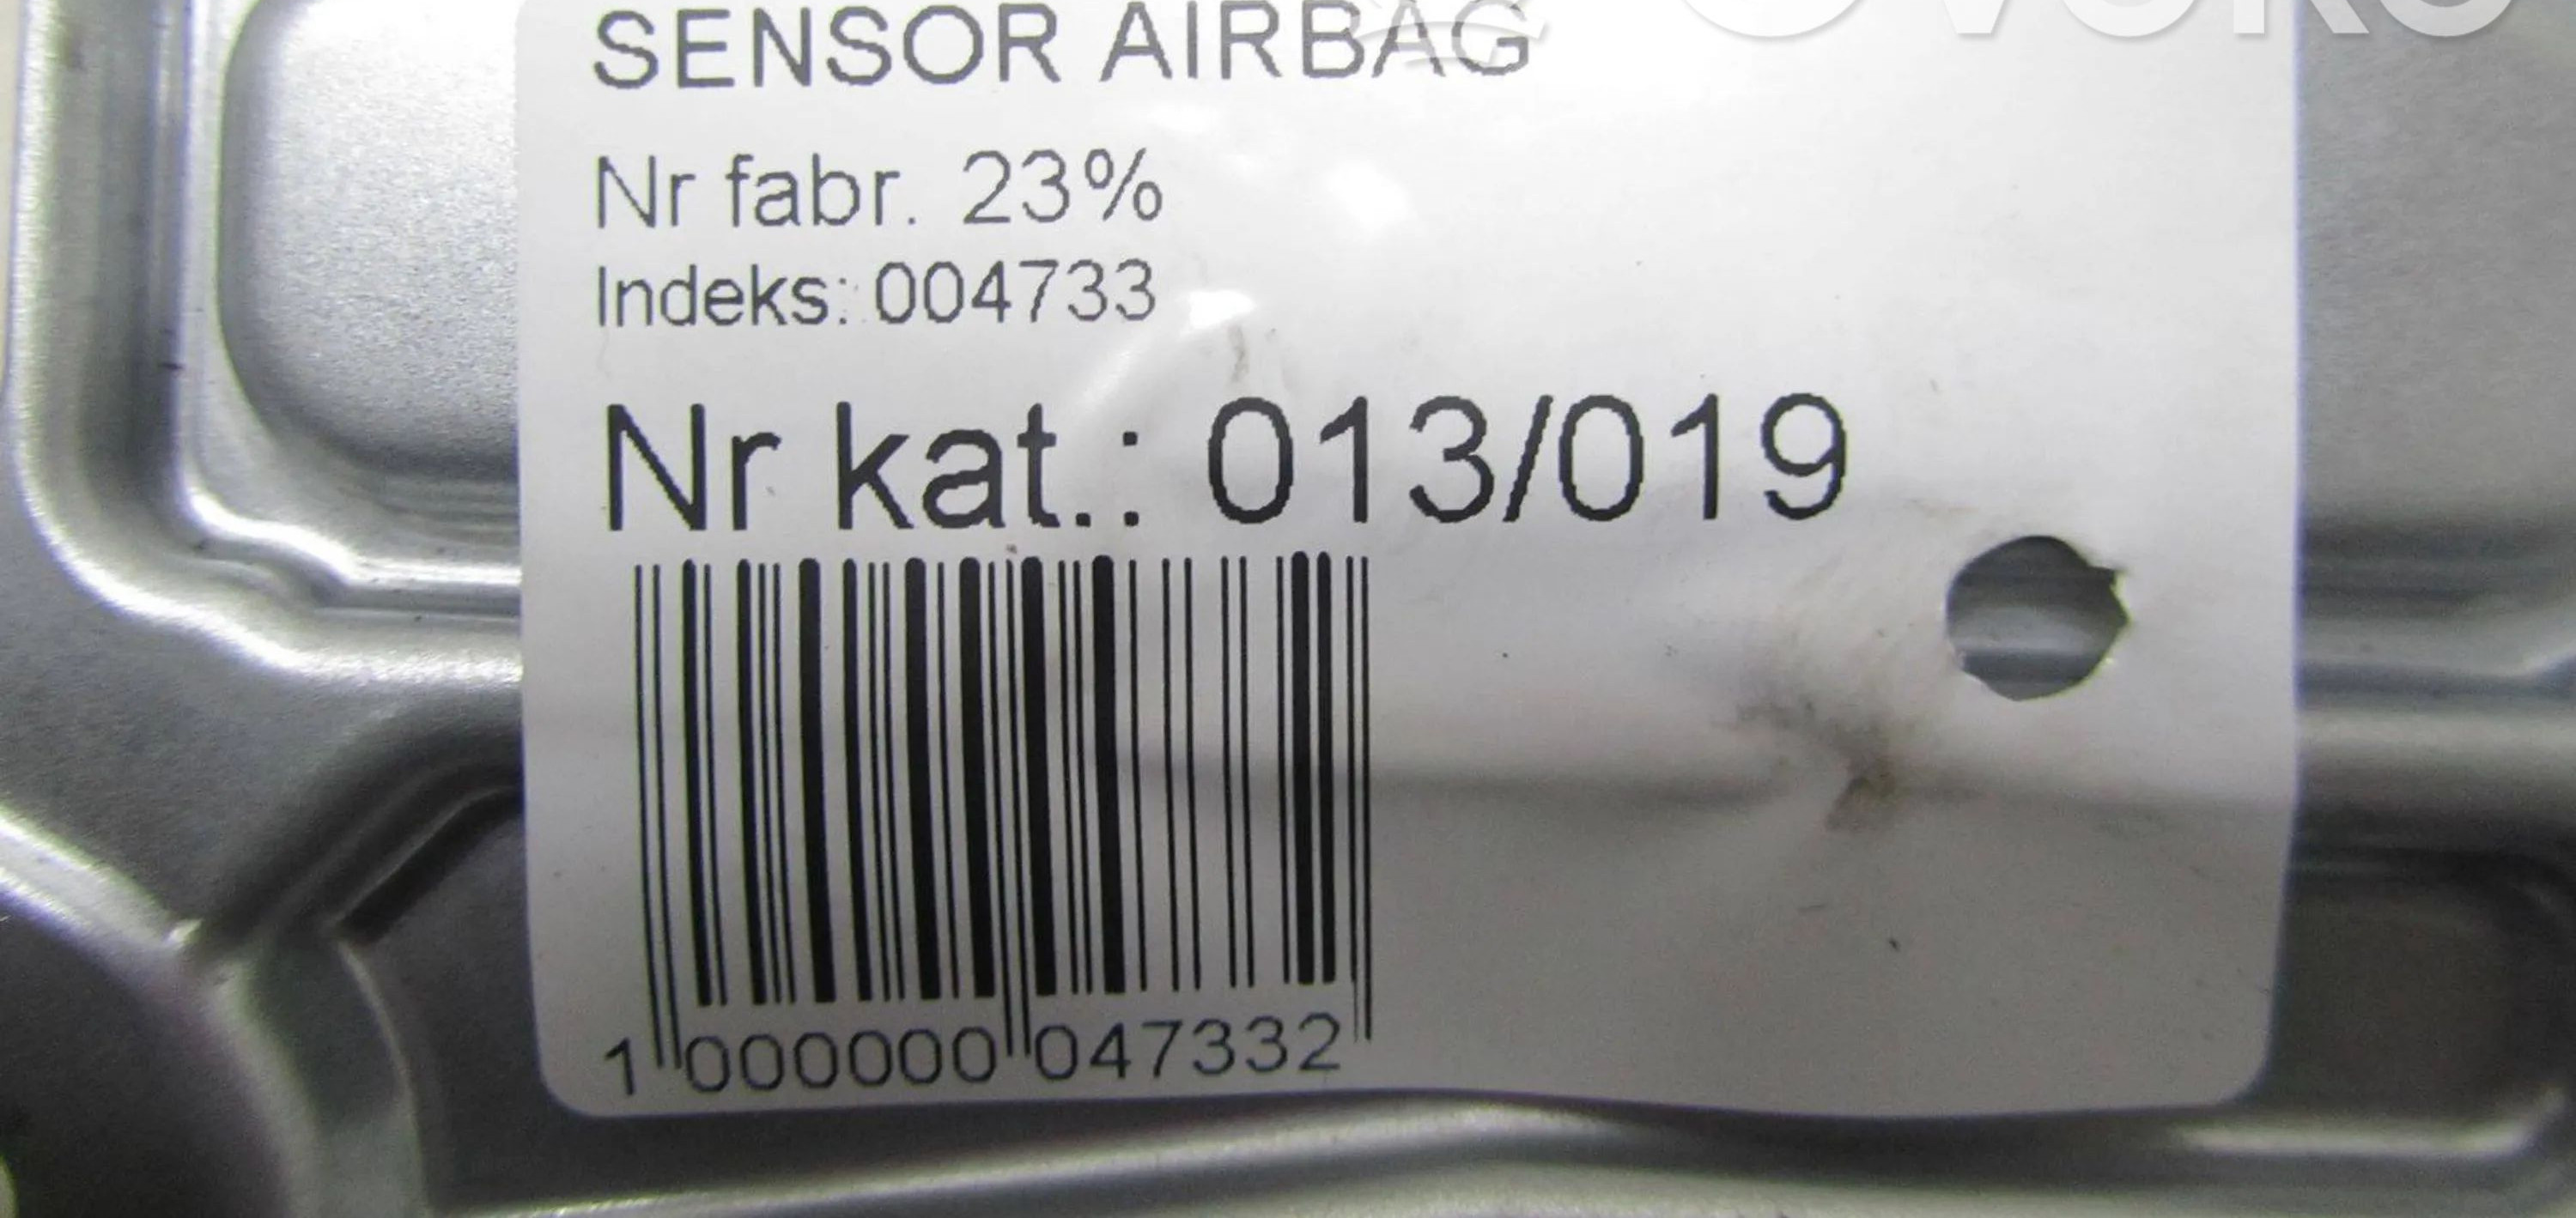 SENSOR AIRBAG
Nr fabr. 23%
Indeks: 004733
Nr kat.: 013/019
1 000000 047332